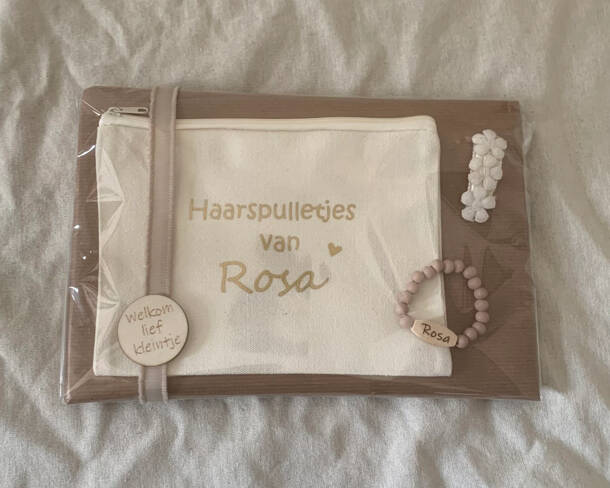 Haarspulletjes
van
Rosa
Welkom
lief
kleintje
Rosa